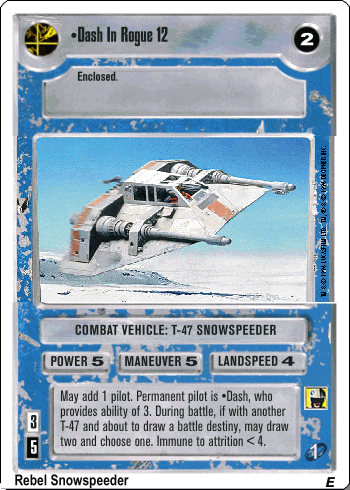 •Dash In Rogue 12
2
Enclosed.
COMBAT VEHICLE: T-47 SNOWSPEEDER
POWER 5 MANEUVER 5 LANDSPEED 4
May add 1 pilot. Permanent pilot is •Dash, who
provides ability of 3. During battle, if with another
T-47 and about to draw a battle destiny, may draw
two and choose one. Immune to attrition < 4.
3
5
1
Rebel Snowspeeder
E